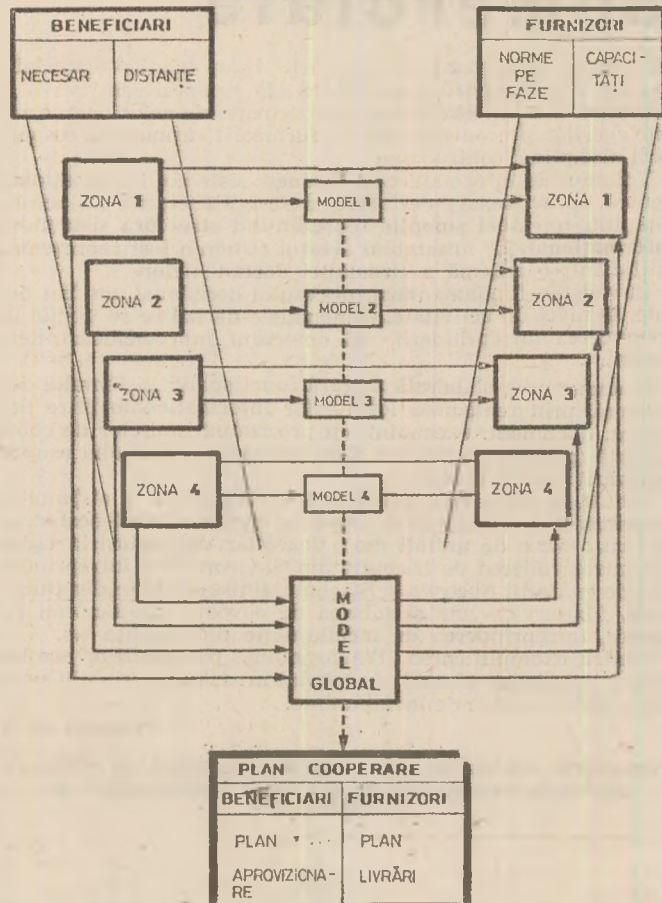 BENEFICIARI
NECESAR DISTANTE
FURNIZORI
NORME PE FAZE
CAPACI-TĂȚI
ZONA 1 MODEL 1 ZONA 1
ZONA 2 MODEL 2 ZONA 2
ZONA 3 MODEL 3 ZONA 3
ZONA 4 MODEL 4 ZONA 4
MODEL
GLOBAL
PLAN COOPERARE
BENEFICIARI FURNIZORI
PLAN PLAN
APROVIZIONA- LIVRĂRI
RE